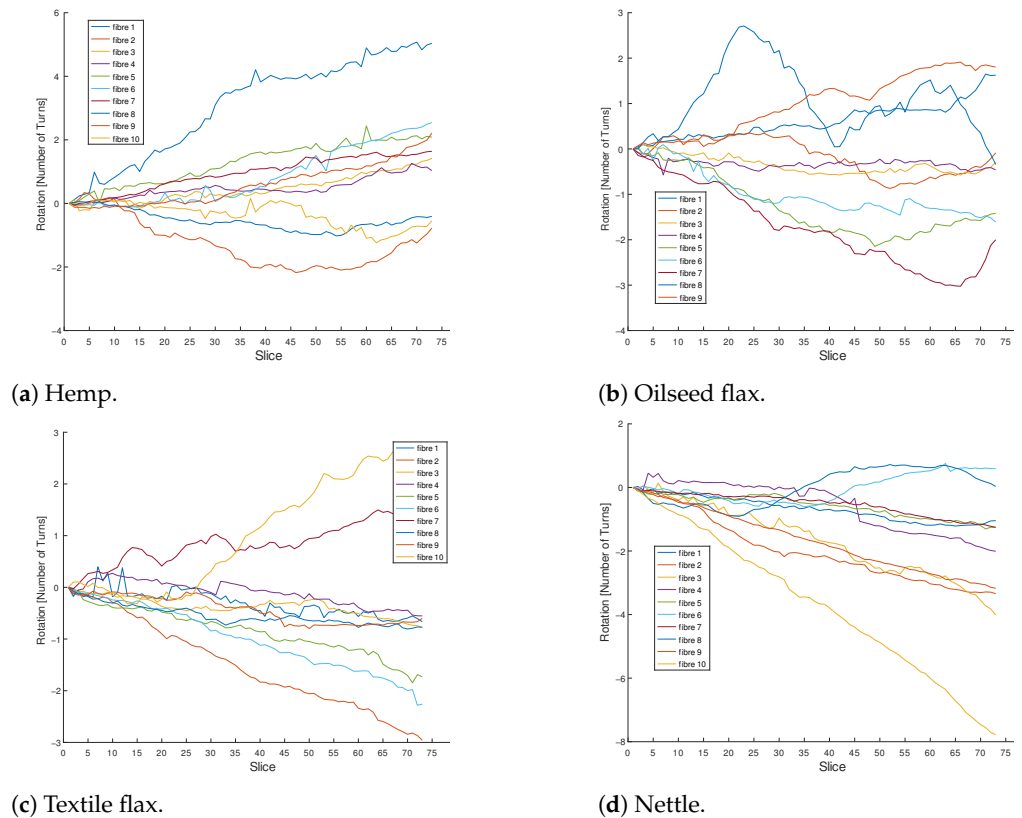 6
4
2
0
−2
−4
Rotation [Number of Turns]
fibre 1
fibre 2
fibre 3
fibre 4
fibre 5
fibre 6
fibre 7
fibre 8
fibre 9
fibre 10
0 5 10 15 20 25 30 35 40 45 50 55 60 65 70 75
Slice
(a) Hemp.
3
2
1
0
−1
−2
−3
−4
Rotation [Number of Turns]
fibre 1
fibre 2
fibre 3
fibre 4
fibre 5
fibre 6
fibre 7
fibre 8
fibre 9
0 5 10 15 20 25 30 35 40 45 50 55 60 65 70 75
Slice
(b) Oilseed flax.
3
2
1
0
−1
−2
−3
Rotation [Number of Turns]
fibre 1
fibre 2
fibre 3
fibre 4
fibre 5
fibre 6
fibre 7
fibre 8
fibre 9
fibre 10
0 5 10 15 20 25 30 35 40 45 50 55 60 65 70 75
Slice
(c) Textile flax.
2
0
−2
−4
−6
−8
Rotation [Number of Turns]
fibre 1
fibre 2
fibre 3
fibre 4
fibre 5
fibre 6
fibre 7
fibre 8
fibre 9
fibre 10
0 5 10 15 20 25 30 35 40 45 50 55 60 65 70 75
Slice
(d) Nettle.